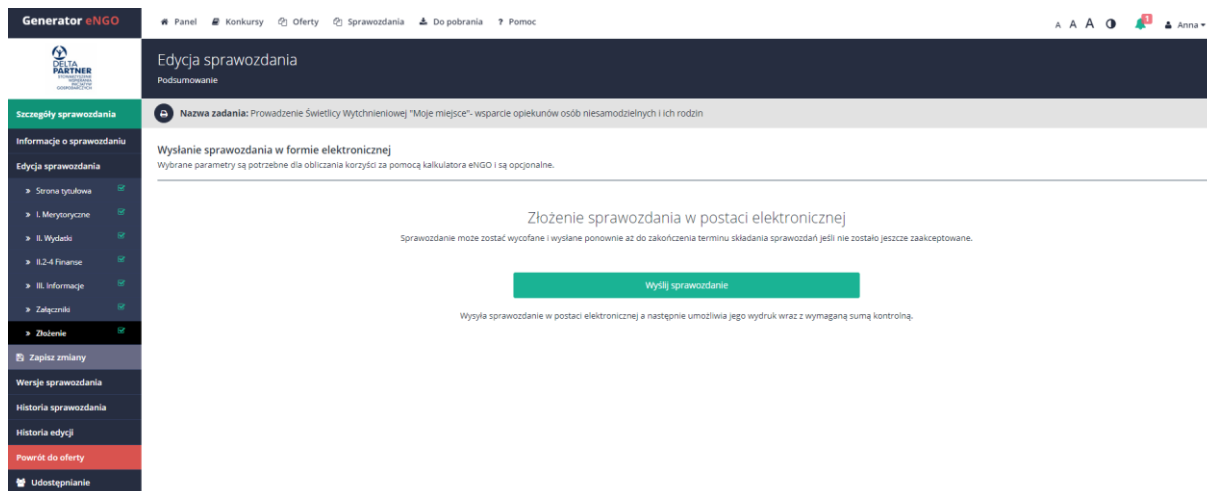 Generator eNGO
Panel Konkursy Oferty Sprawozdania Do pobrania ? Pomoc
A A A 1 Anna
DELTA
PARTNER
Edycja sprawozdania
Podsumowanie
Szczegóły sprawozdania
Nazwa zadania: Prowadzenie Świetlicy Wytchnieniowej "Moje miejsce"- wsparcie opiekunów osób niesamodzielnych i ich rodzin
Informacje o sprawozdaniu
Edycja sprawozdania
» Strona tytułowa
» I. Merytoryczne
» II. Wydatki
» II.2-4 Finanse
» III. Informacje
» Załączniki
» Złożenie
Zapisz zmiany
Wersje sprawozdania
Historia sprawozdania
Historia edycji
Powrót do oferty
Udostępnianie
Wysłanie sprawozdania w formie elektronicznej
Wybrane parametry są potrzebne dla obliczania korzyści za pomocą kalkulatora eNGO i są opcjonalne.
Złożenie sprawozdania w postaci elektronicznej
Sprawozdanie może zostać wycofane i wysłane ponownie aż do zakończenia terminu składania sprawozdań jeśli nie zostało jeszcze zaakceptowane.
Wyślij sprawozdanie
Wysyła sprawozdanie w postaci elektronicznej a następnie umożliwia jego wydruk wraz z wymaganą sumą kontrolną.